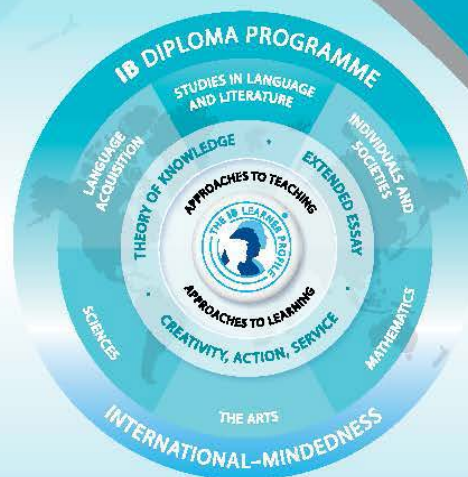 IB DIPLOMA PROGRAMME
STUDIES IN LANGUAGE
AND LITERATURE
LANGUAGE
ACQUISITION
INDIVIDUALS AND
SOCIETIES
THEORY OF KNOWLEDGE
EXTENDED ESSAY
APPROACHES TO TEACHING
THE IB LEARNER PROFILE
APPROACHES TO LEARNING
CREATIVITY, ACTION, SERVICE
SCIENCES
MATHEMATICS
THE ARTS
INTERNATIONAL-MINDEDNESS